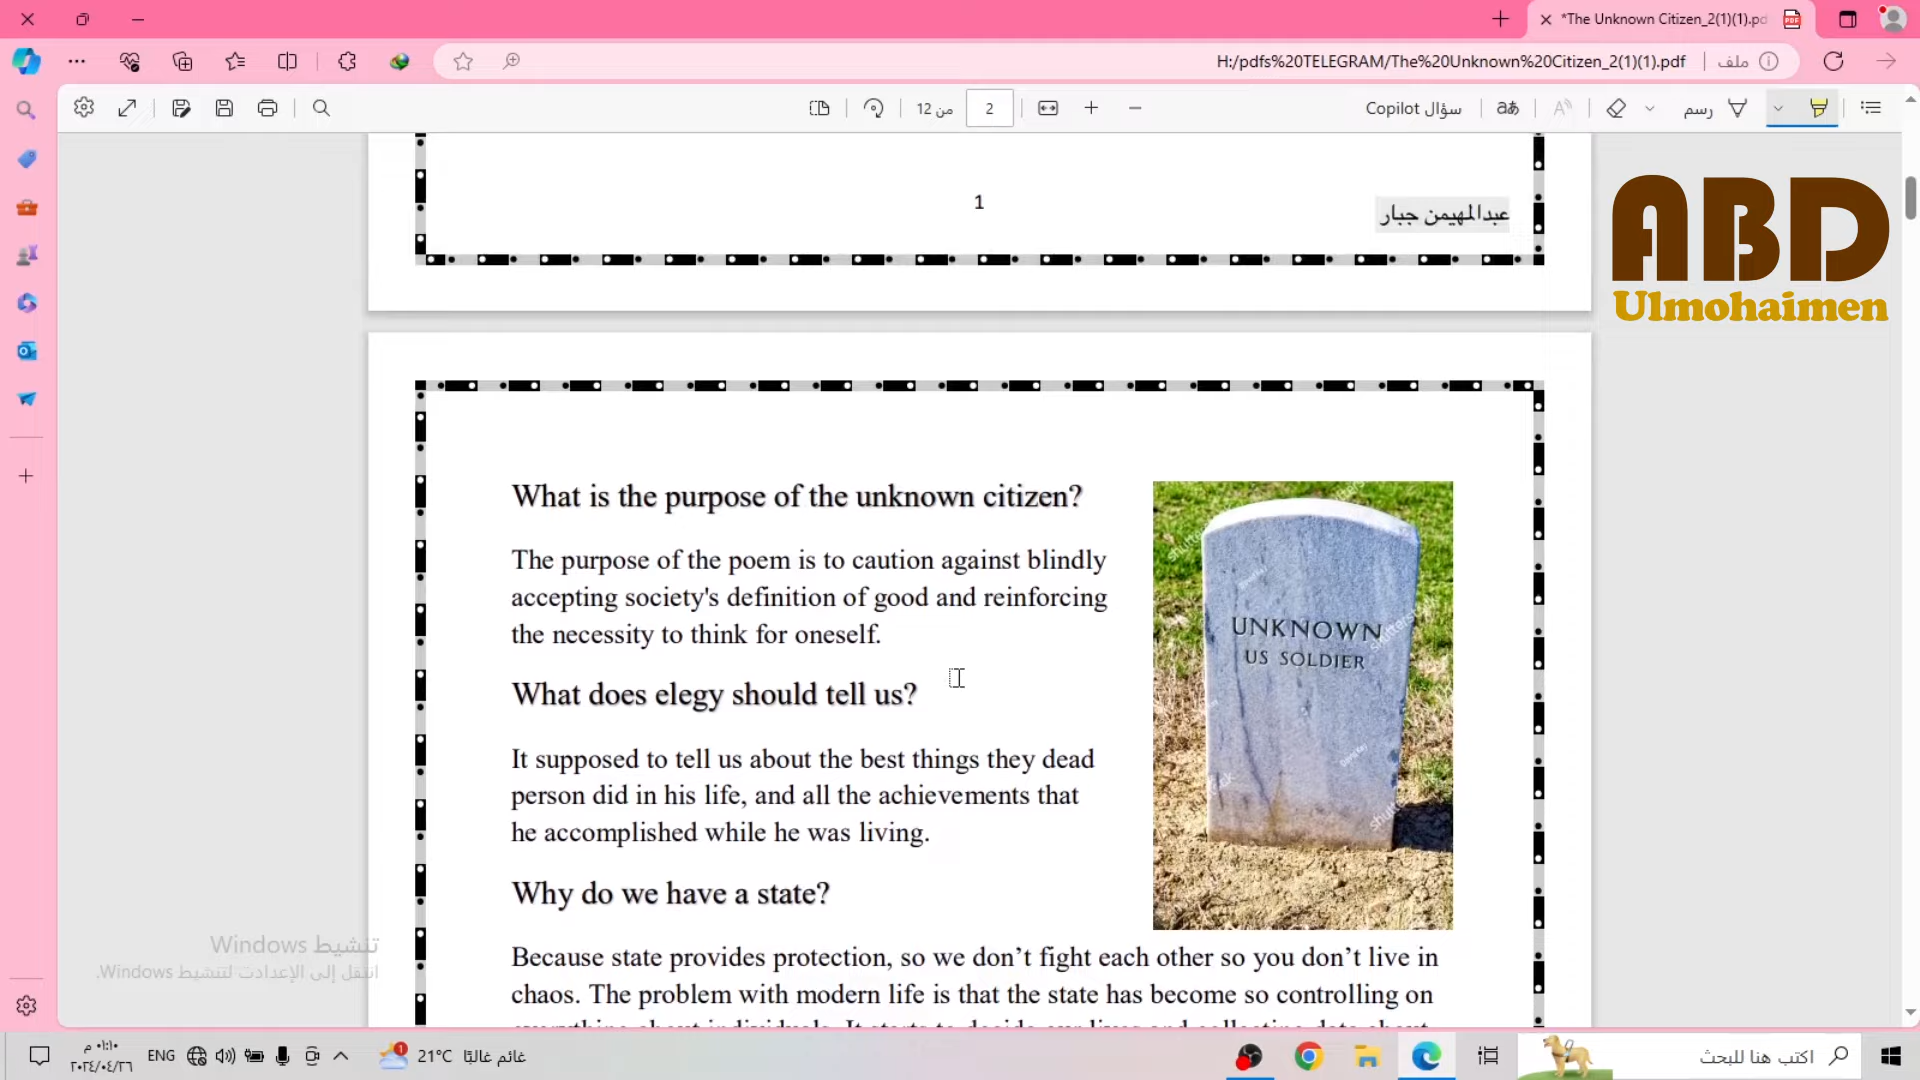 *The Unknown Citizen_2(1)(1).pd
H:/pdfs%20TELEGRAM/The%20Unknown%20Citizen_2(1)(1).pdf
ملف
12 من
2
سؤال Copilot
رسم
1
عبدالمهيمن جبار
ABD
Ulmohaimen
What is the purpose of the unknown citizen?
The purpose of the poem is to caution against blindly
accepting society's definition of good and reinforcing
the necessity to think for oneself.
UNKNOWN
US SOLDIER
What does elegy should tell us?
It supposed to tell us about the best things they dead
person did in his life, and all the achievements that
he accomplished while he was living.
Why do we have a state?
Because state provides protection, so we don’t fight each other so you don’t live in
chaos. The problem with modern life is that the state has become so controlling on
تنشيط Windows
انتقل إلى الإعدادت لتنشيط Windows.
٠١:١٠ م
٢٠٢٤/٠٤/٢٦
ENG
21°C
غائم غالبًا
اكتب هنا للبحث